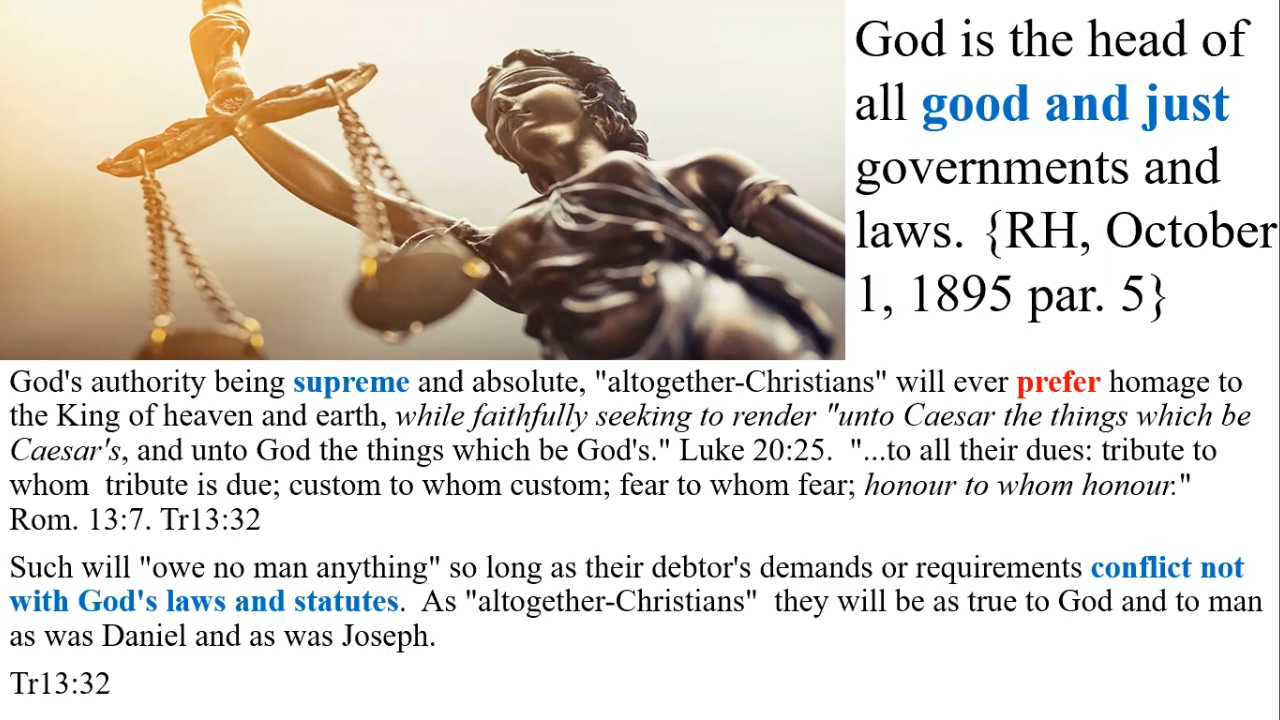 God is the head of
all good and just
governments and
laws. {RH, October
1, 1895 par. 5}
God's authority being supreme and absolute, "altogether-Christians" will ever prefer homage to
the King of heaven and earth, while faithfully seeking to render "unto Caesar the things which be
Caesar's, and unto God the things which be God's." Luke 20:25.  "...to all their dues: tribute to
whom  tribute is due; custom to whom custom; fear to whom fear; honour to whom honour."
Rom. 13:7. Tr13:32
Such will "owe no man anything" so long as their debtor's demands or requirements conflict not
with God's laws and statutes.  As "altogether-Christians"  they will be as true to God and to man
as was Daniel and as was Joseph.
Tr13:32